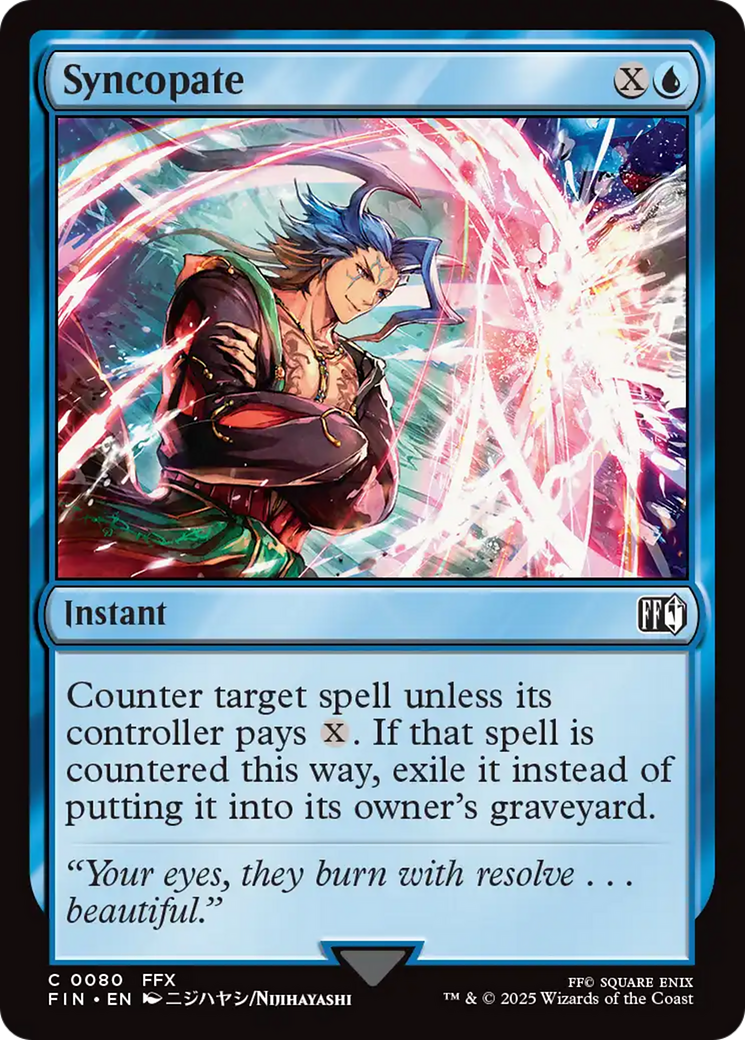 Syncopate X
Instant FF
Counter target spell unless its
controller pays X. If that spell is
countered this way, exile it instead of
putting it into its owner's graveyard.
“Your eyes, they burn with resolve . . .
beautiful.”
C 0080 FFX
FIN • EN ニジハヤシ/Nijihayashi
FF© SQUARE ENIX
™ & © 2025 Wizards of the Coast